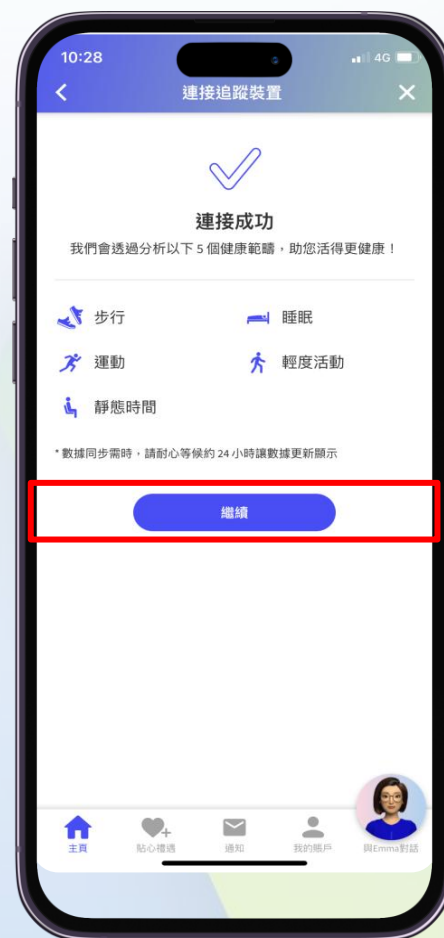 10:28
4G
連接追蹤裝置
連接成功
我們會透過分析以下 5 個健康範疇，助您活得更健康！
步行
睡眠
運動
輕度活動
靜態時間
* 數據同步需時，請耐心等候約 24 小時讓數據更新顯示
繼續
主頁
貼心禮遇
通知
我的賬戶
與Emma對話